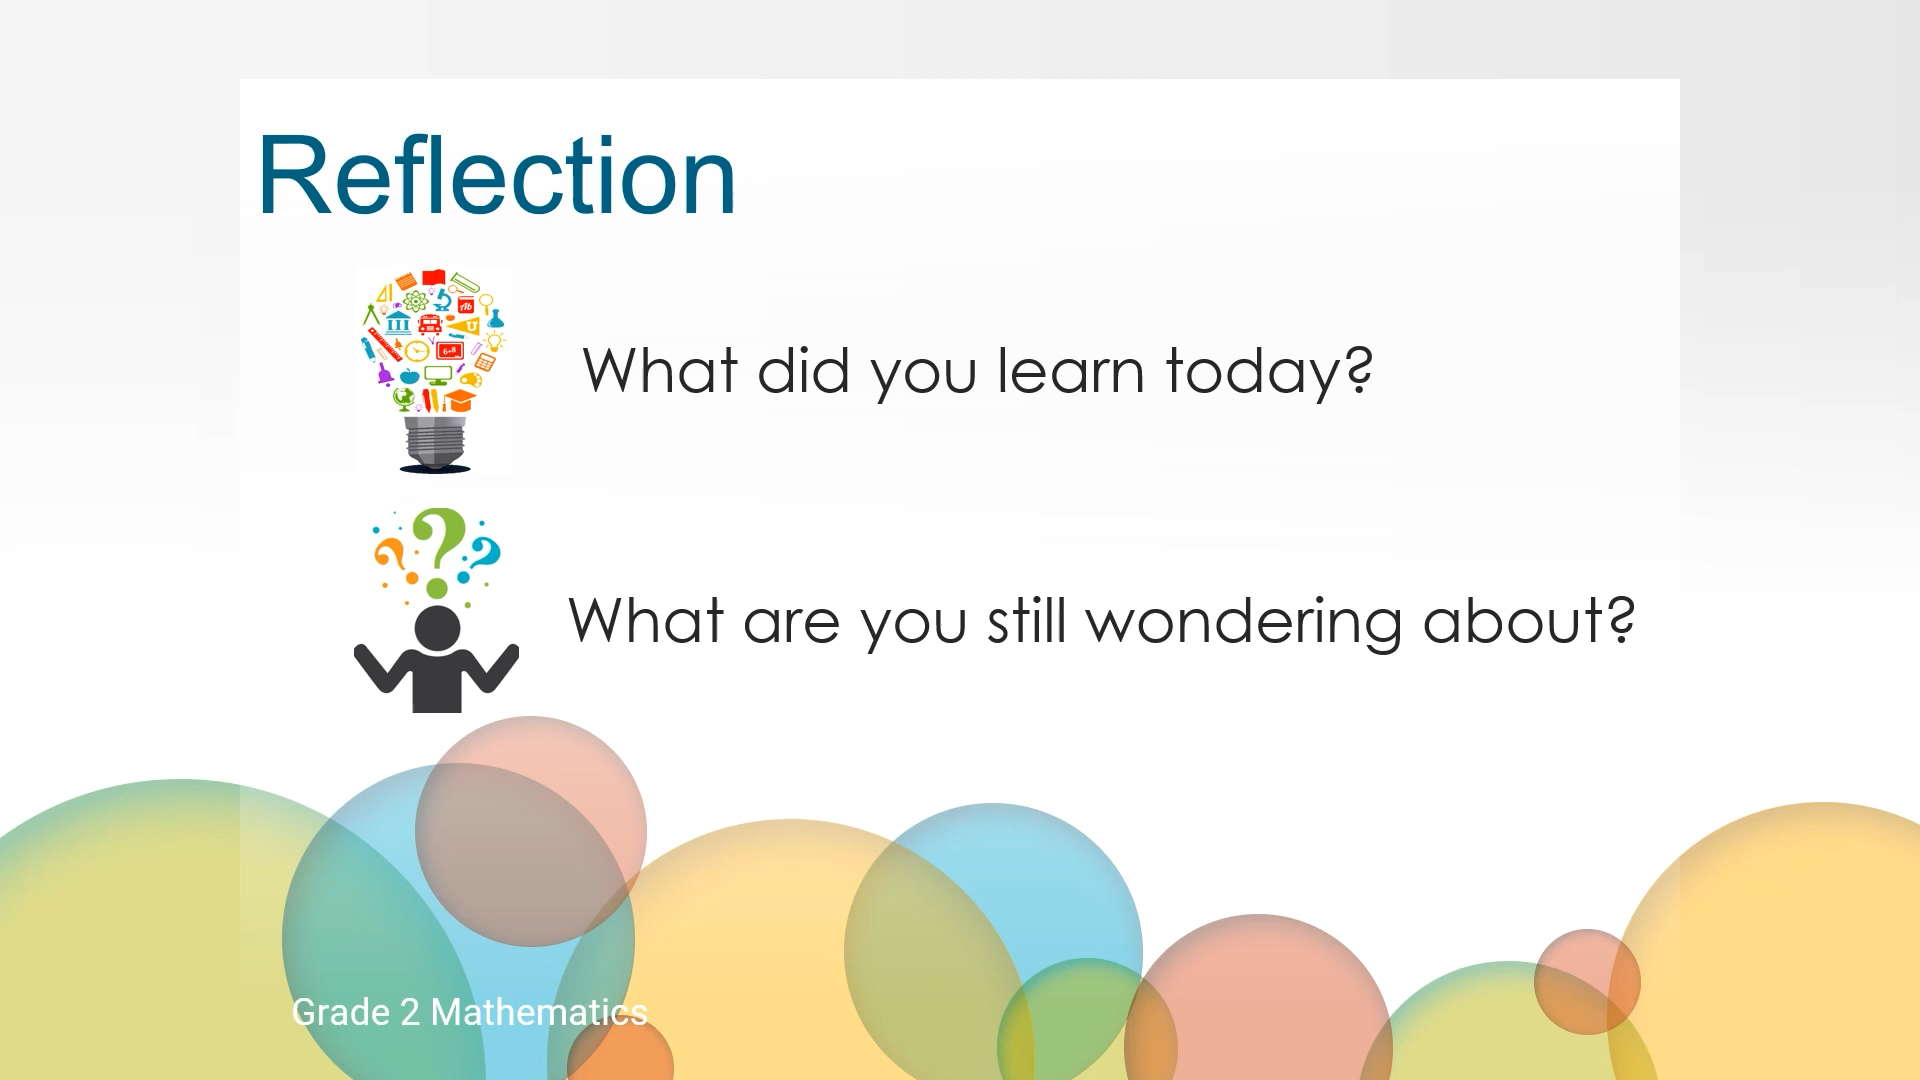 Reflection
What did you learn today?
What are you still wondering about?
Grade 2 Mathematics